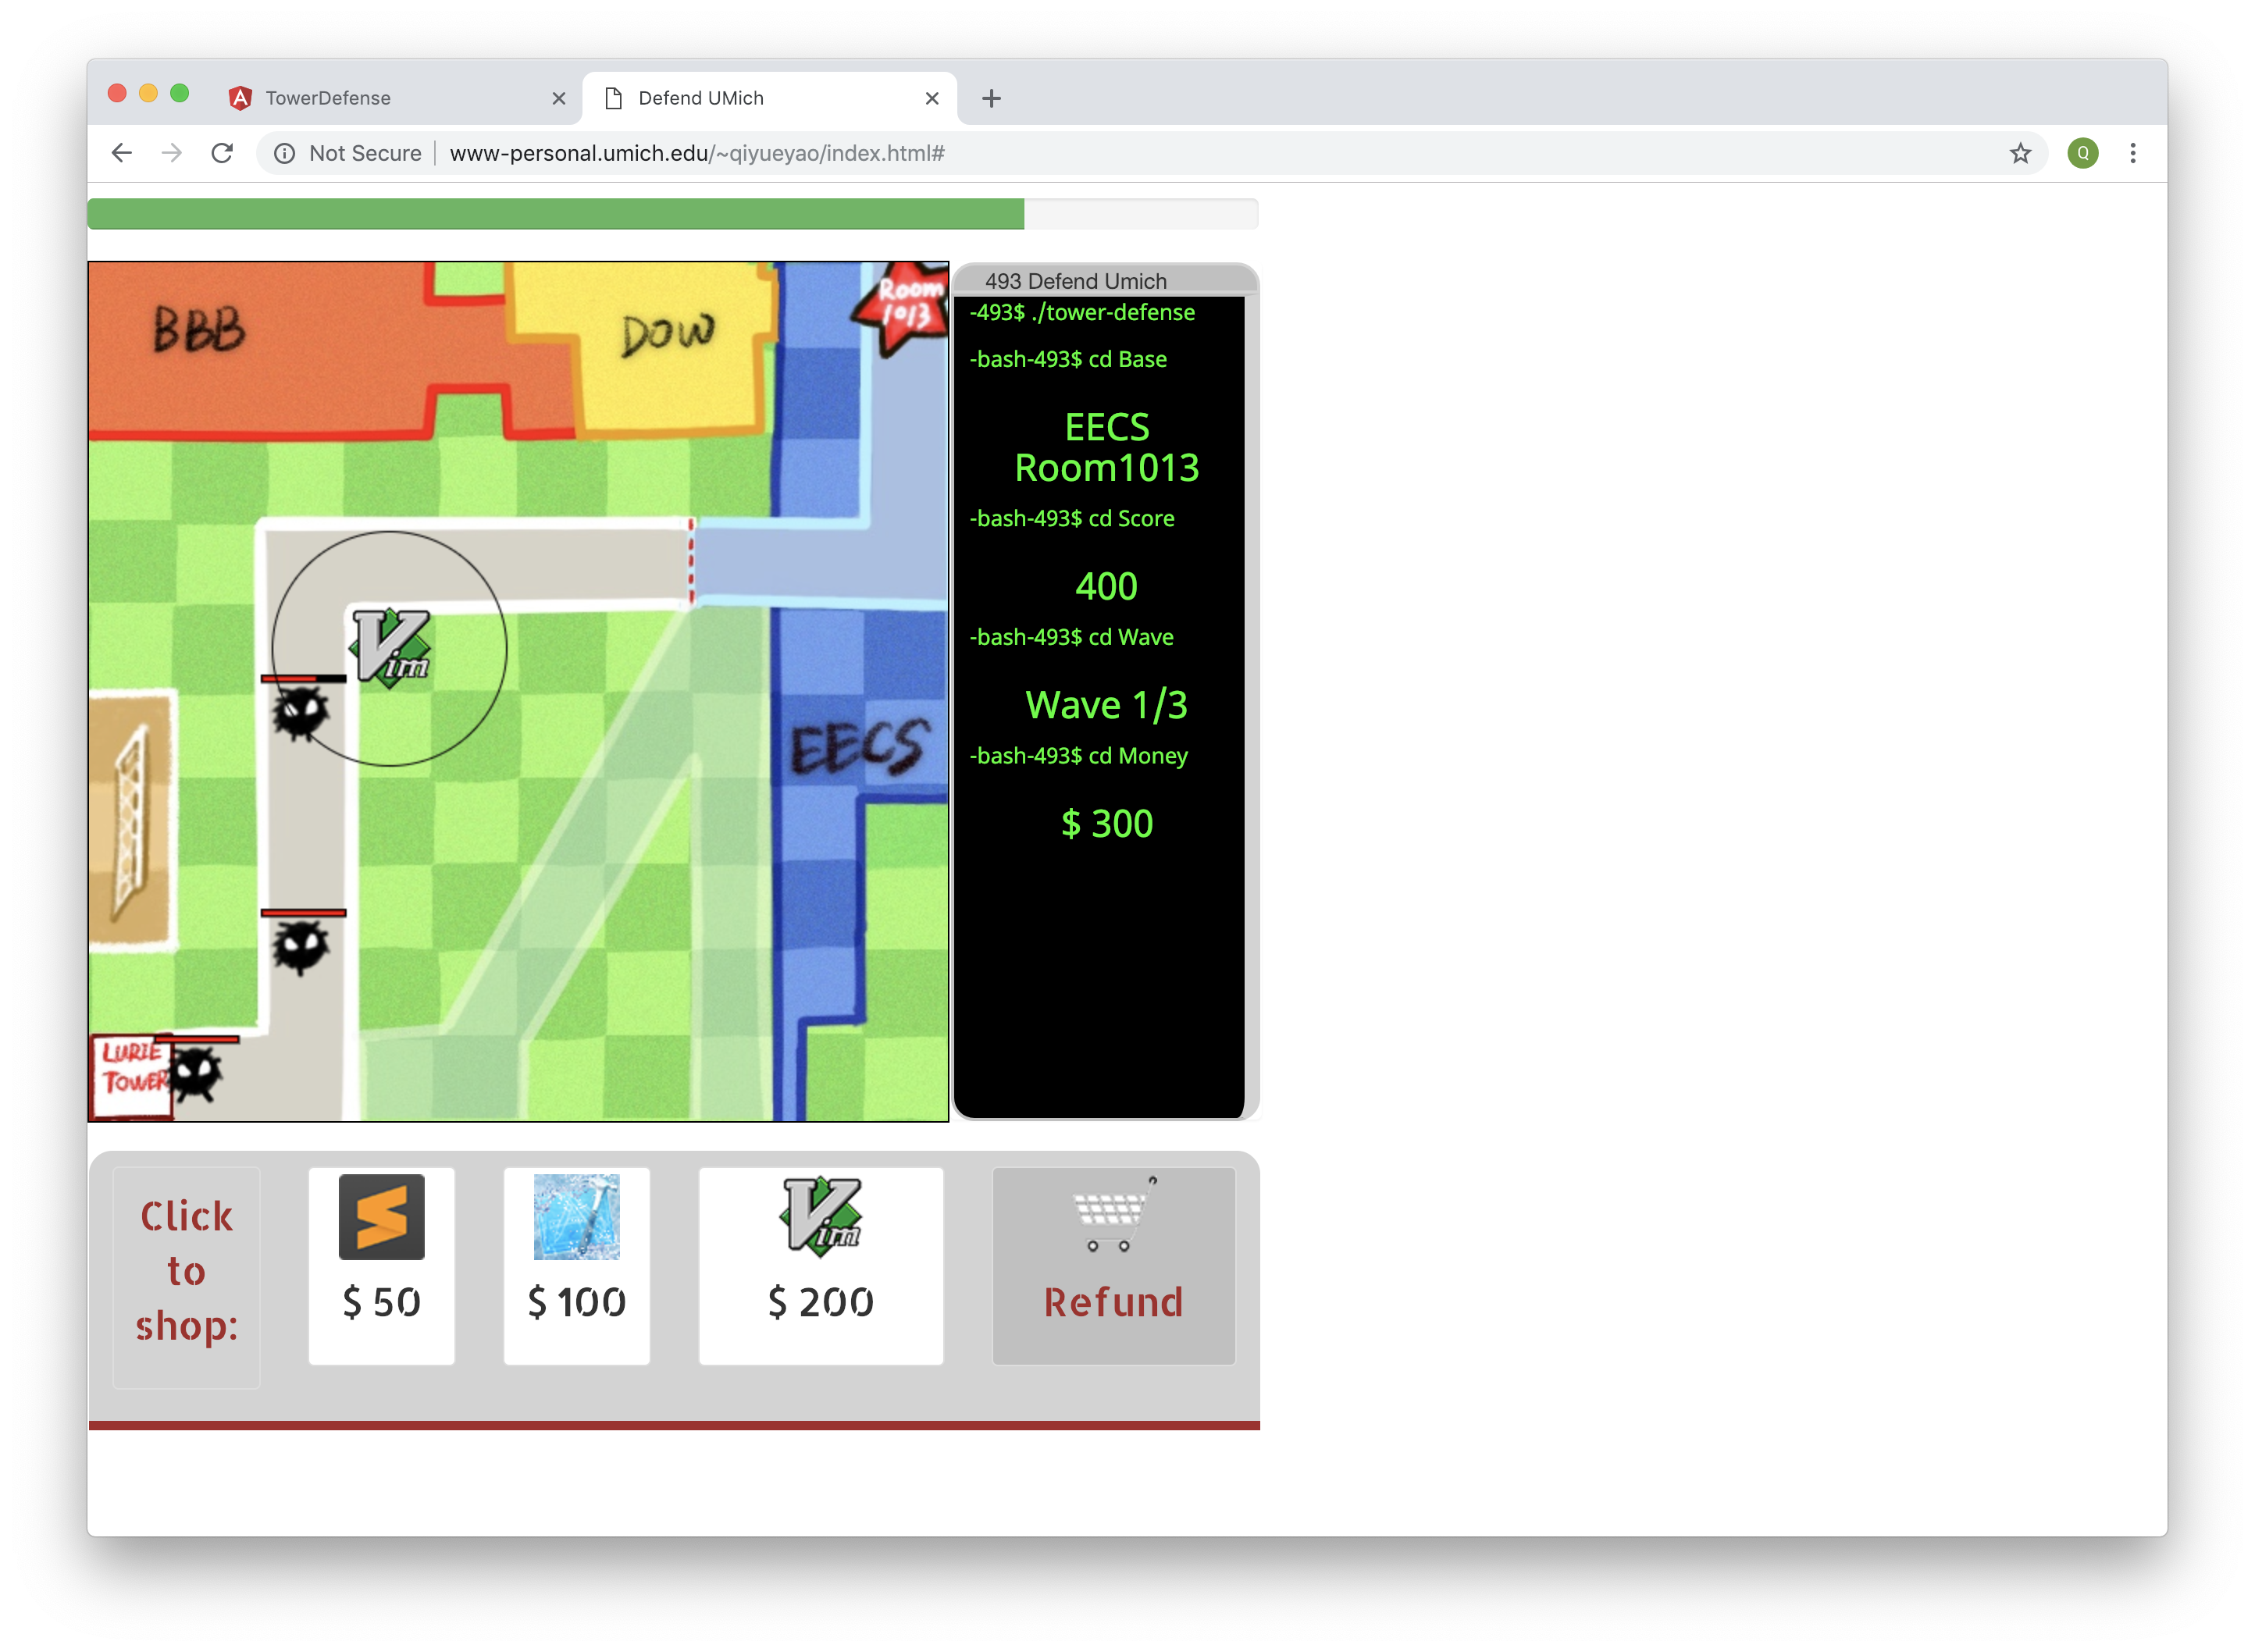 TowerDefense
Defend UMich
Not Secure
www-personal.umich.edu/~qiyueyao/index.html#
Q
BBB
DOW
Room
1013
493 Defend Umich
-493$ ./tower-defense
-bash-493$ cd Base
EECS
Room1013
-bash-493$ cd Score
400
-bash-493$ cd Wave
Wave 1/3
-bash-493$ cd Money
$ 300
Vim
EECS
LURIE
TOWER
Click
to
shop:
$ 50
$ 100
Vim
$ 200
Refund